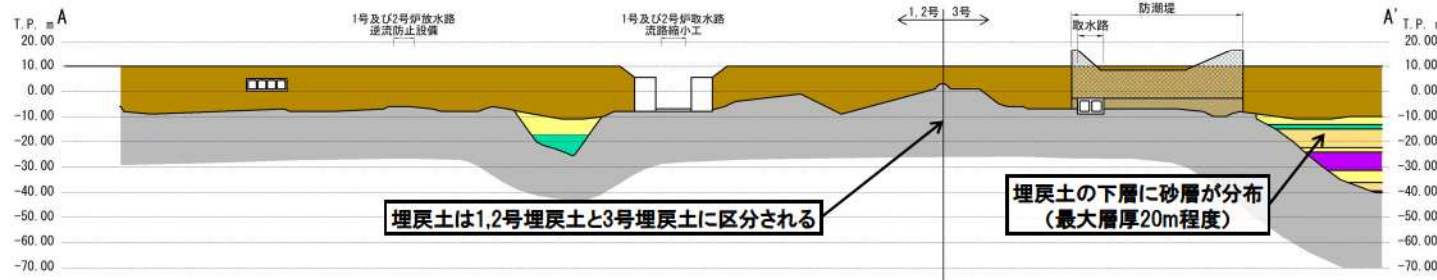 T.P. m A
1号及び2号炉放水路
逆流防止設備
1号及び2号炉取水路
流路縮小工
1,2号 3号
防潮堤
取水路
A' T.P. m
20.00
10.00
0.00
-10.00
-20.00
-30.00
-40.00
-50.00
-60.00
-70.00
20.00
10.00
0.00
-10.00
-20.00
-30.00
-40.00
-50.00
-60.00
-70.00
埋戻土は1,2号埋戻土と3号埋戻土に区分される
埋戻土の下層に砂層が分布
(最大層厚20m程度)